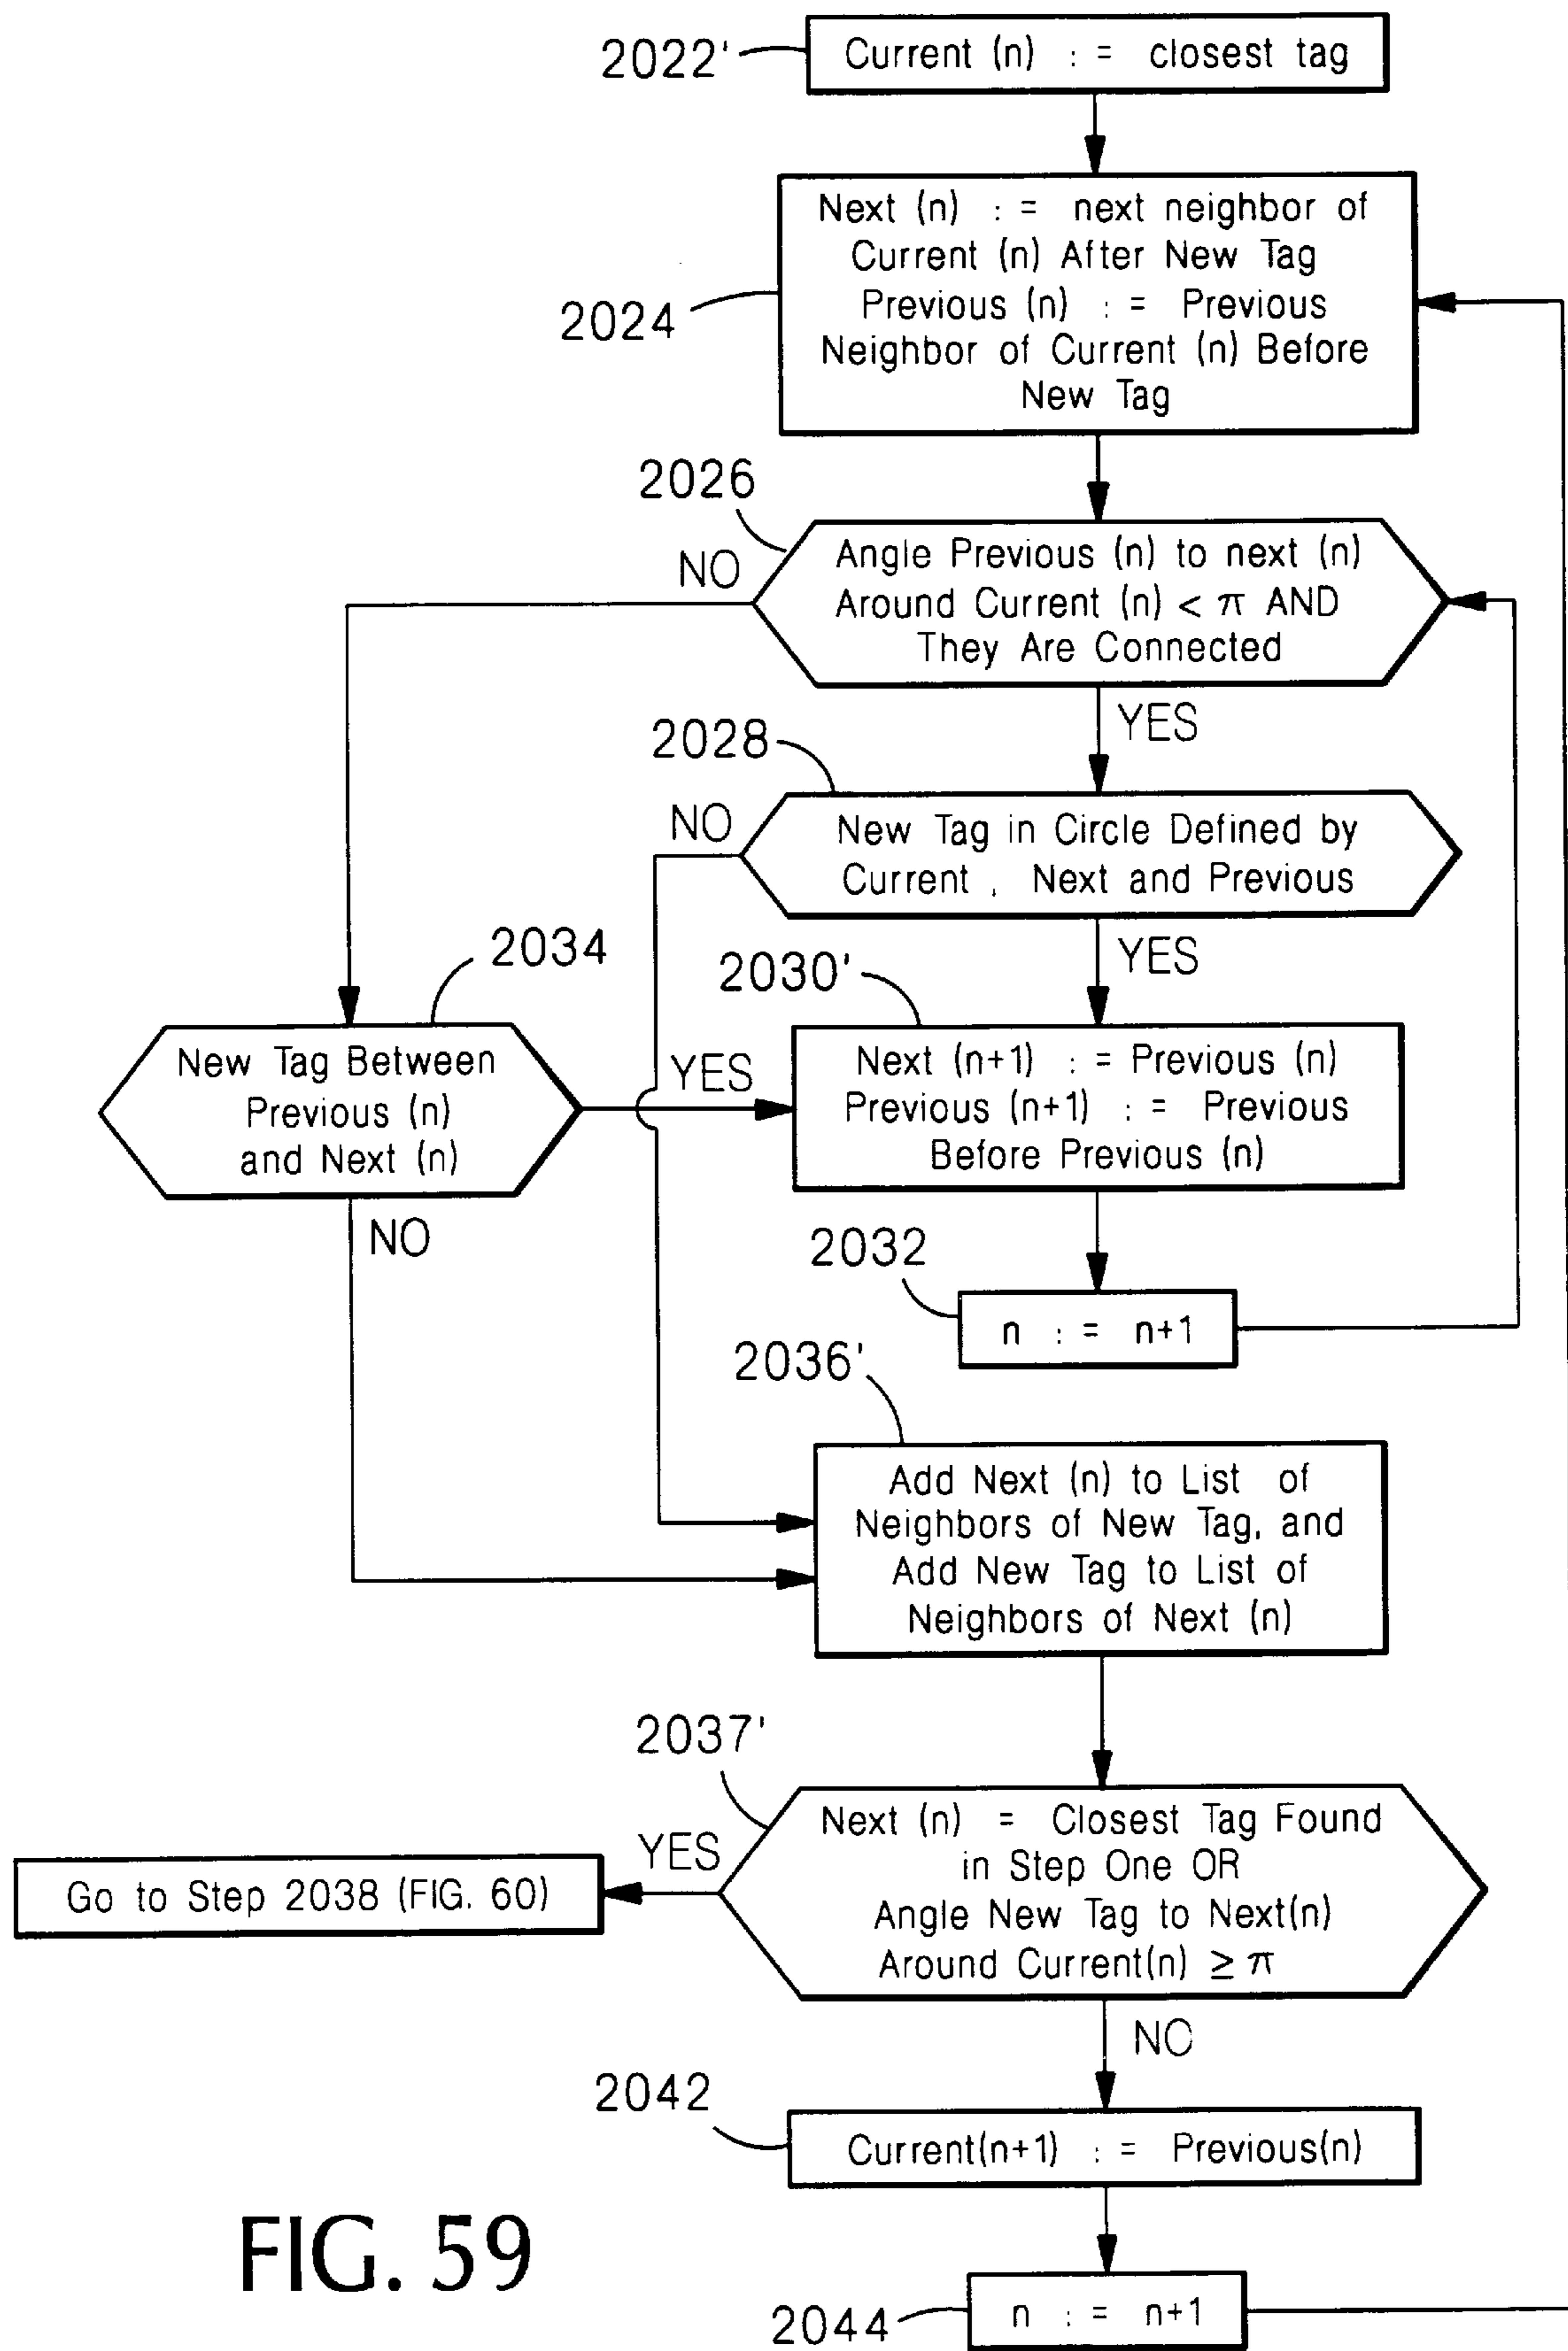 2022'
Current (n) := closest tag
2024
Next (n) := next neighbor of
Current (n) After New Tag
Previous (n) := Previous
Neighbor of Current (n) Before
New Tag
2026
NO
Angle Previous (n) to next (n)
Around Current (n) < π AND
They Are Connected
YES
2028
NO
New Tag in Circle Defined by
Current , Next and Previous
YES
2034
New Tag Between
Previous (n)
and Next (n)
YES
NO
2030'
Next (n+1) := Previous (n)
Previous (n+1) := Previous
Before Previous (n)
2032
n := n+1
2036'
Add Next (n) to List of
Neighbors of New Tag, and
Add New Tag to List of
Neighbors of Next (n)
2037'
Next (n) = Closest Tag Found
in Step One OR
Angle New Tag to Next(n)
Around Current(n) ≥ π
YES
Go to Step 2038 (FIG. 60)
NO
2042
Current(n+1) := Previous(n)
2044
n := n+1
FIG. 59